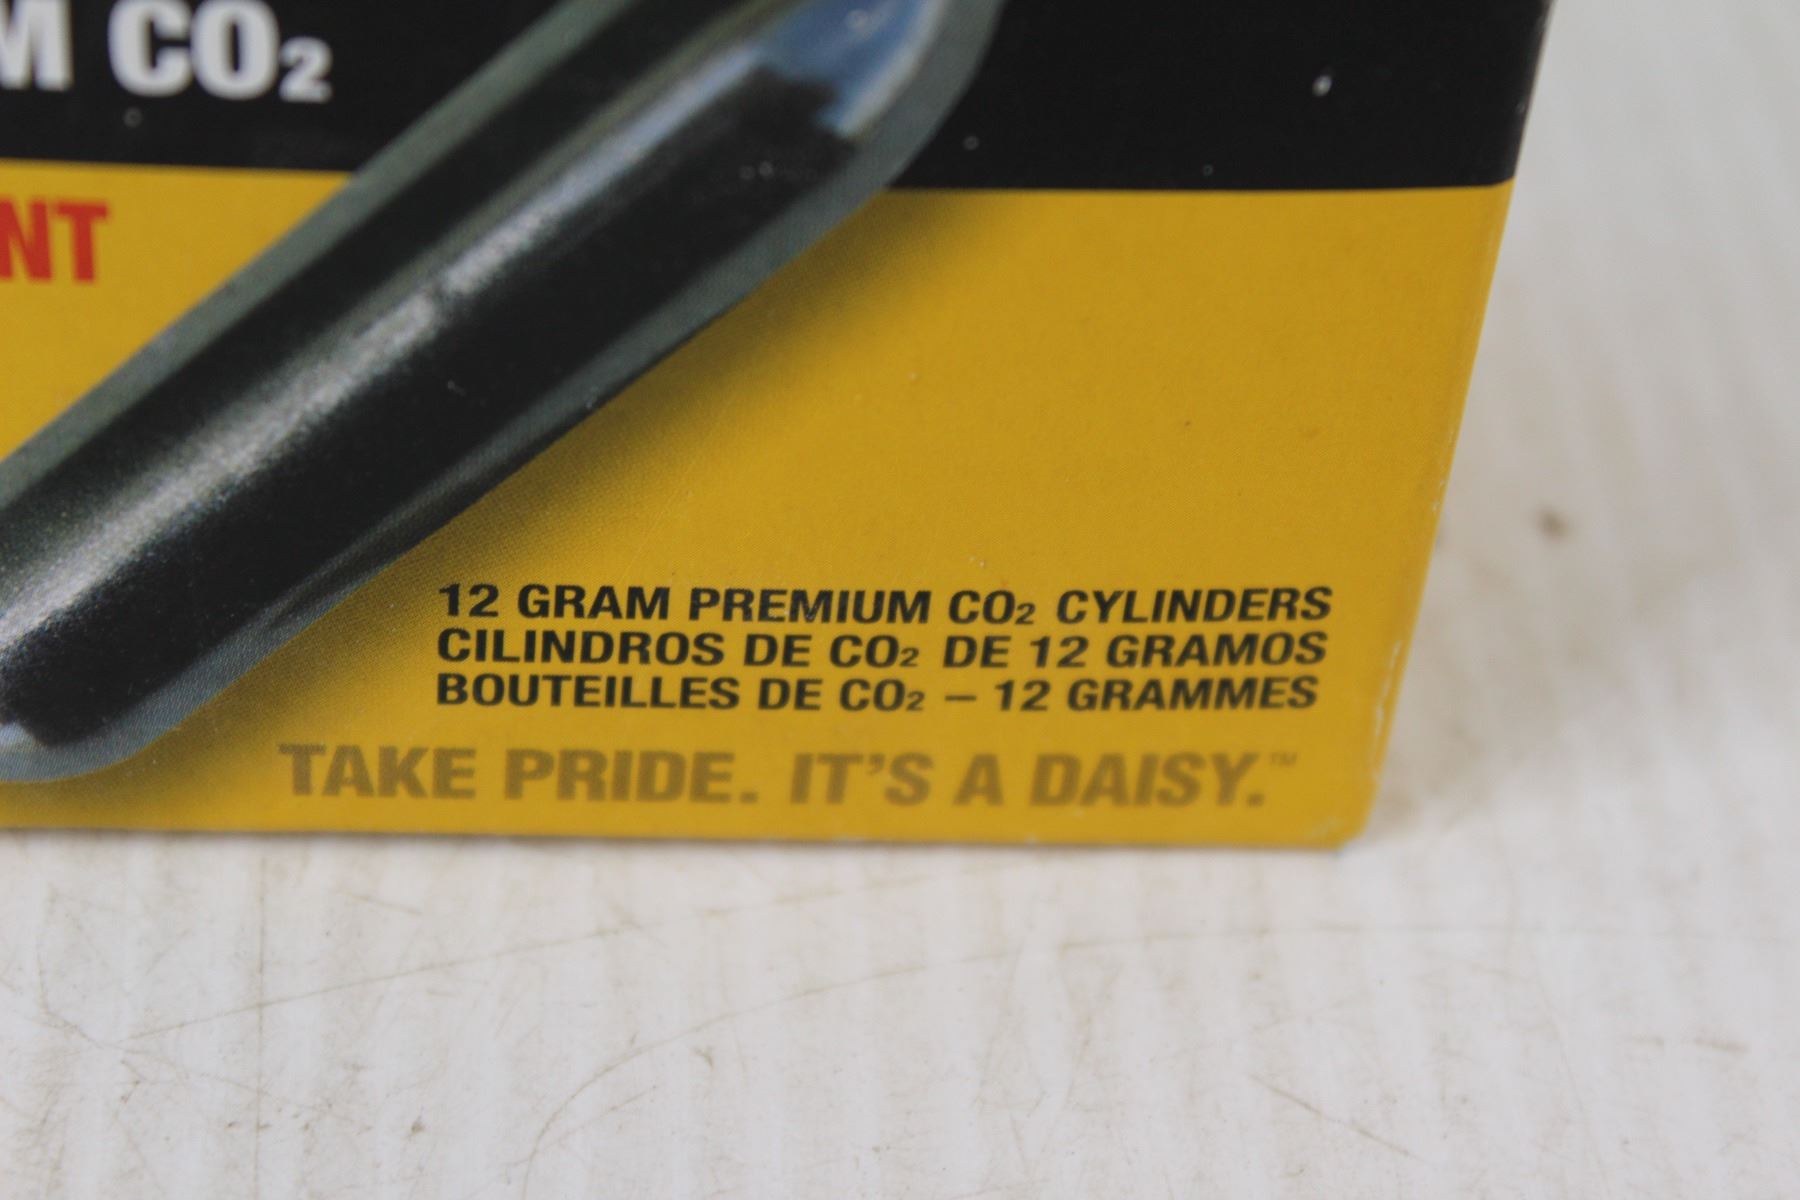 CO₂
12 GRAM PREMIUM CO₂ CYLINDERS
CILINDROS DE CO₂ DE 12 GRAMOS
BOUTEILLES DE CO₂ – 12 GRAMMES
TAKE PRIDE. IT'S A DAISY.™